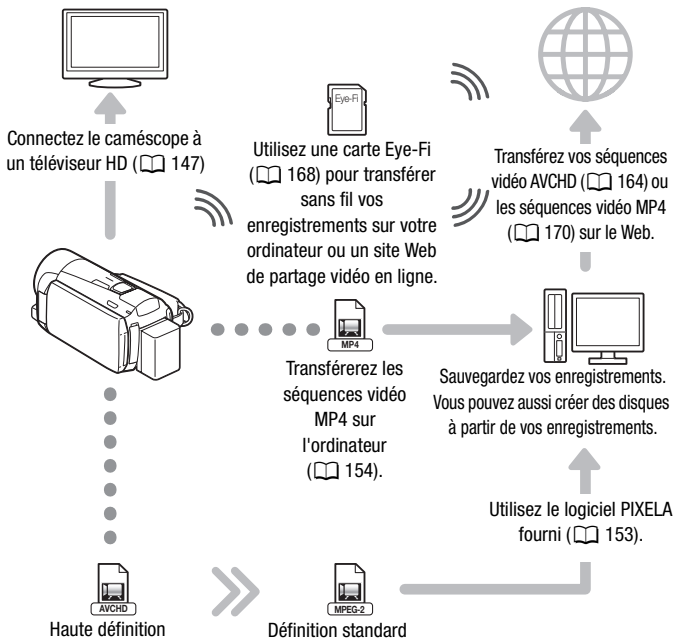 Connectez le caméscope à
un téléviseur HD (147)
Eye-Fi
Utilisez une carte Eye-Fi
(168) pour transférer
sans fil vos
enregistrements sur votre
ordinateur ou un site Web
de partage vidéo en ligne.
Transférez vos séquences
vidéo AVCHD (164) ou
les séquences vidéo MP4
(170) sur le Web.
MP4
Transférerez les
séquences vidéo
MP4 sur
l'ordinateur
(154).
Sauvegardez vos enregistrements.
Vous pouvez aussi créer des disques
à partir de vos enregistrements.
Utilisez le logiciel PIXELA
fourni (153).
AVCHD
Haute définition
MPEG-2
Définition standard